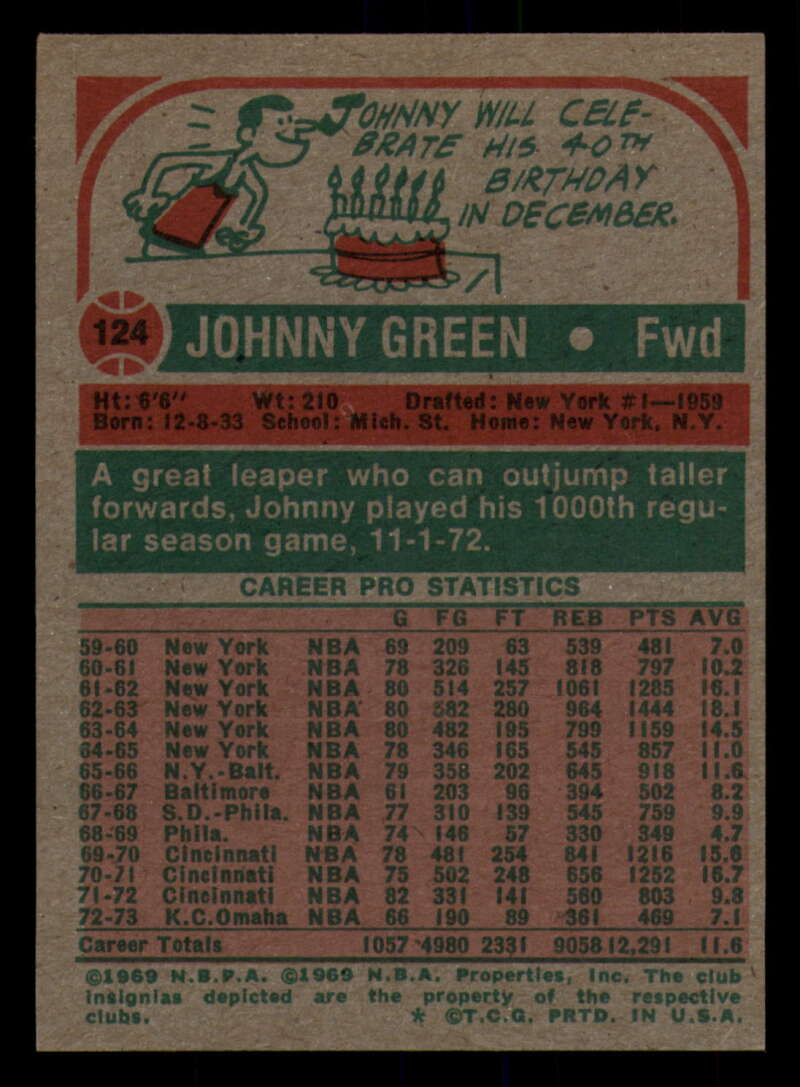 JOHNNY WILL CELE-
BRATE HIS 40TH
BIRTHDAY
IN DECEMBER.
124 JOHNNY GREEN • Fwd
Ht: 6'6" Wt: 210 Drafted: New York #1—1959
Born: 12-8-33 School: Mich. St. Home: New York, N.Y.
A great leaper who can outjump taller
forwards, Johnny played his 1000th regu-
lar season game, 11-1-72.
CAREER PRO STATISTICS
G FG FT REB PTS AVG
59-60 New York NBA 69 209 63 539 481 7.0
60-61 New York NBA 78 326 145 818 797 10.2
61-62 New York NBA 80 514 257 1061 1285 16.1
62-63 New York NBA 80 582 280 964 1444 18.1
63-64 New York NBA 80 482 195 799 1159 14.5
64-65 New York NBA 78 346 165 545 857 11.0
65-66 N.Y.-Balt. NBA 79 358 202 645 918 11.6
66-67 Baltimore NBA 61 203 96 394 502 8.2
67-68 S.D.-Phila. NBA 77 310 139 545 759 9.9
68-69 Phila. NBA 74 146 57 330 349 4.7
69-70 Cincinnati NBA 78 481 254 841 1216 15.6
70-71 Cincinnati NBA 75 502 248 656 1252 16.7
71-72 Cincinnati NBA 82 331 141 560 803 9.8
72-73 K.C.Omaha NBA 66 190 89 361 469 7.1
Career Totals 1057 4980 2331 9058 12,291 11.6
©1969 N.B.P.A. ©1969 N.B.A. Properties, Inc. The club
insignias depicted are the property of the respective
clubs. * ©T.C.G. PRTD. IN U.S.A.